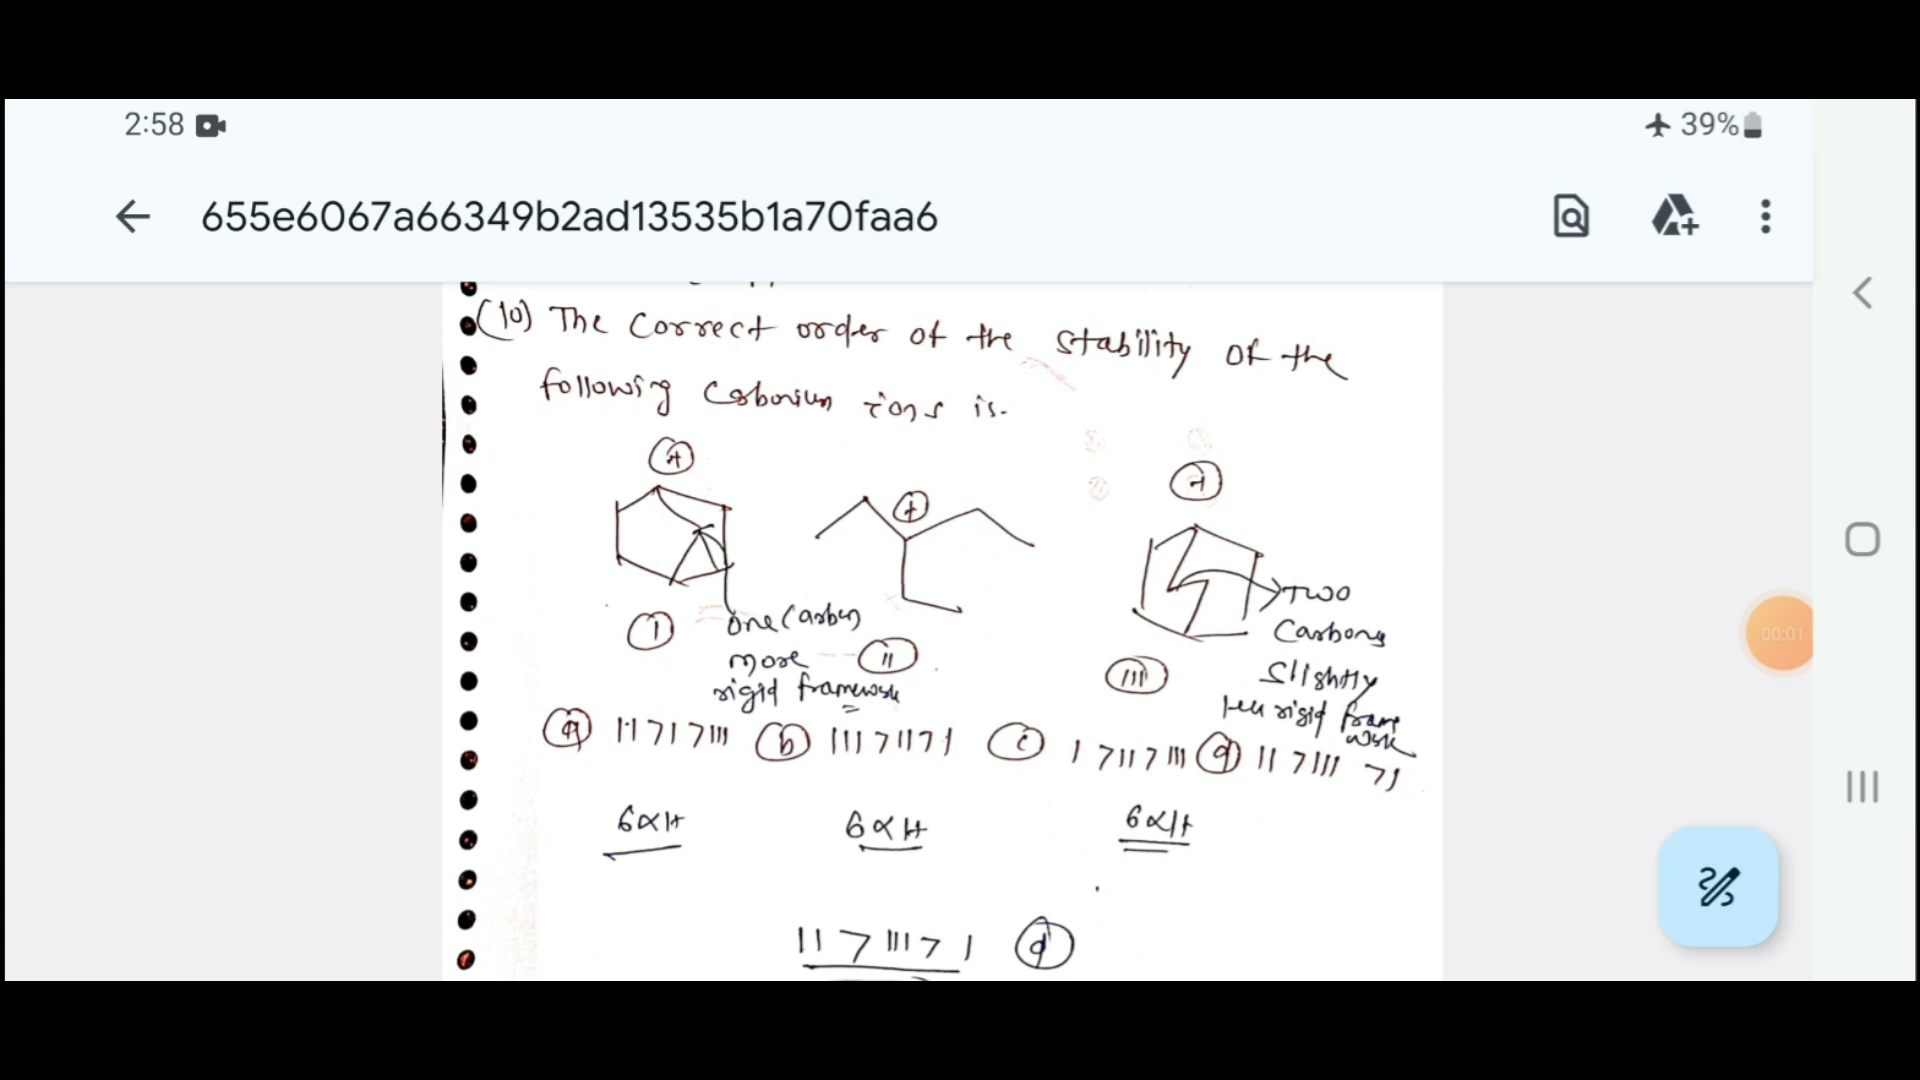 2:58
39%
655e6067a66349b2ad13535b1a70faa6
(10) The Correct order of the stability of the
following Carbonium ions is.
+
+
+
Two
Carbons
I
One Carbon
more
II
III
Slightly
rigid framework
less rigid frame
work
(a) II > I > III (b) III > II > I (c) I > II > III (d) II > III > I
6αH 6αH 6αH
II > III > I (d)
00:01